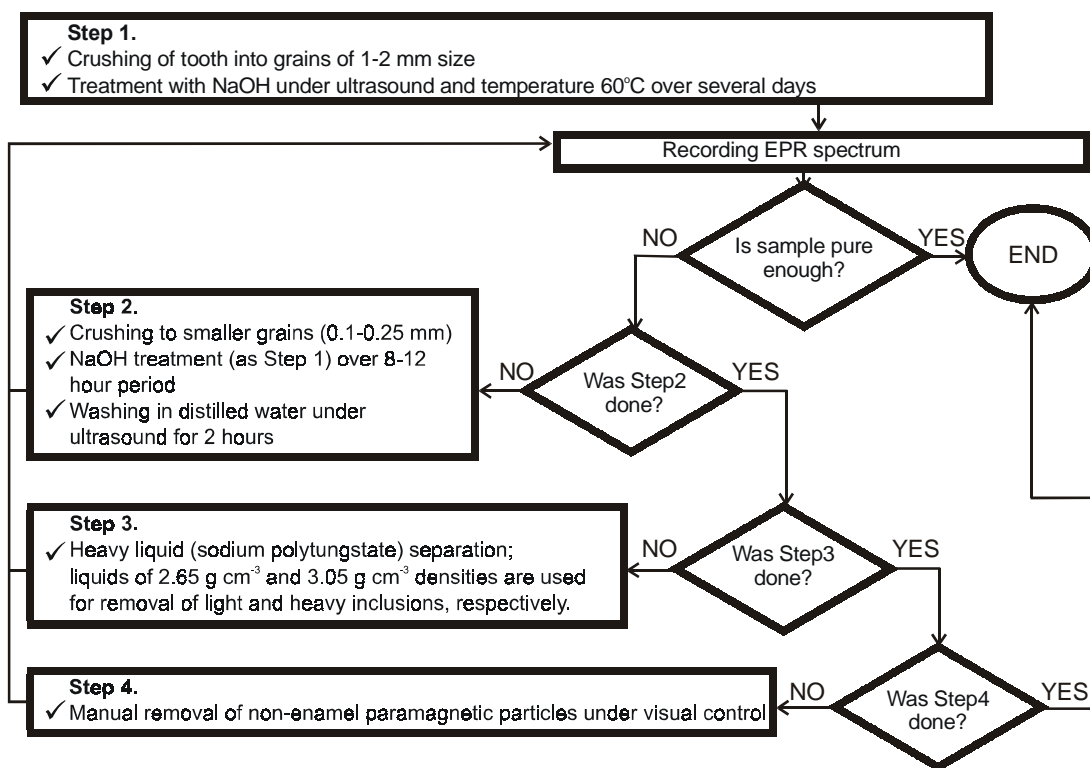 Step 1.
✓ Crushing of tooth into grains of 1-2 mm size
✓ Treatment with NaOH under ultrasound and temperature 60°C over several days
Recording EPR spectrum
Is sample pure
enough?
NO
YES
END
Step 2.
✓ Crushing to smaller grains (0.1-0.25 mm)
✓ NaOH treatment (as Step 1) over 8-12
hour period
✓ Washing in distilled water under
ultrasound for 2 hours
NO
Was Step2
done?
YES
Step 3.
✓ Heavy liquid (sodium polytungstate) separation;
liquids of 2.65 g cm⁻³ and 3.05 g cm⁻³ densities are used
for removal of light and heavy inclusions, respectively.
NO
Was Step3
done?
YES
Step 4.
✓ Manual removal of non-enamel paramagnetic particles under visual control
NO
Was Step4
done?
YES